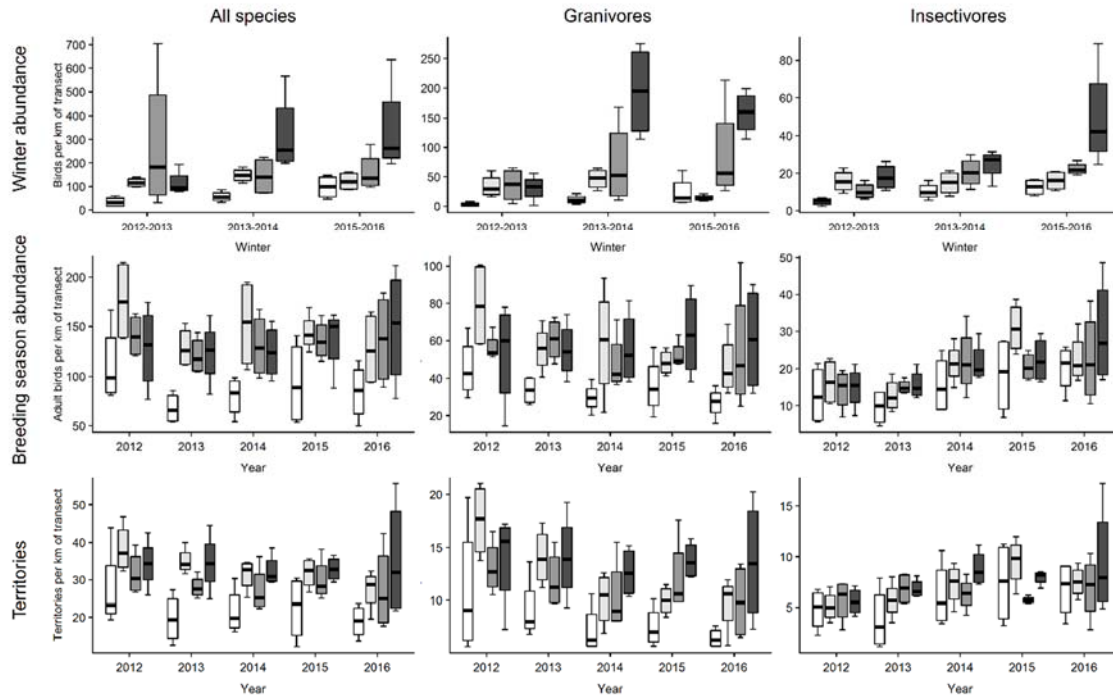 All species Granivores Insectivores
Winter abundance
Birds per km of transect
700
600
500
400
300
200
100
0
2012-2013 2013-2014 2015-2016
Winter
250
200
150
100
50
0
2012-2013 2013-2014 2015-2016
Winter
80
60
40
20
0
2012-2013 2013-2014 2015-2016
Winter
Breeding season abundance
Adult birds per km of transect
200
150
100
50
2012 2013 2014 2015 2016
Year
100
80
60
40
20
2012 2013 2014 2015 2016
Year
50
40
30
20
10
2012 2013 2014 2015 2016
Year
Territories
Territories per km of transect
50
40
30
20
2012 2013 2014 2015 2016
Year
20
15
10
2012 2013 2014 2015 2016
Year
15
10
5
2012 2013 2014 2015 2016
Year